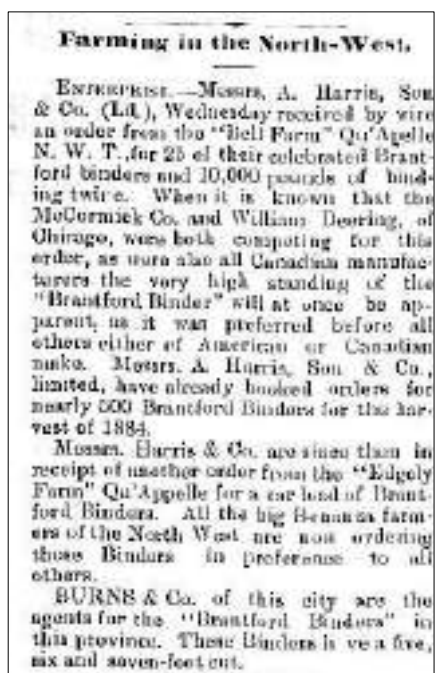 Farming in the North-West.
ENTERPRISE.—Messrs. A. Harris, Son
& Co. (Ld.), Wednesday received by wire
an order from the "Bell Farm" Qu'Appelle
N. W. T., for 25 of their celebrated Brant-
ford binders and 10,000 pounds of bind-
ing twine. When it is known that the
McCormick Co. and William Deering, of
Chicago, were both competing for this
order, as were also all Canadian manufac-
turers the very high standing of the
"Brantford Binder" will at once be ap-
parent, as it was preferred before all
others either of American or Canadian
make. Messrs. A. Harris, Son & Co.,
limited, have already booked orders for
nearly 500 Brantford Binders for the har-
vest of 1884.
Messrs. Harris & Co. are since then in
receipt of another order from the "Edgely
Farm" Qu'Appelle for a car load of Brant-
ford Binders. All the big Bonanza farm-
ers of the North West are now ordering
these Binders in preference to all
others.
BURNS & Co. of this city are the
agents for the "Brantford Binders" in
this province. These Binders have a five,
six and seven-foot cut.